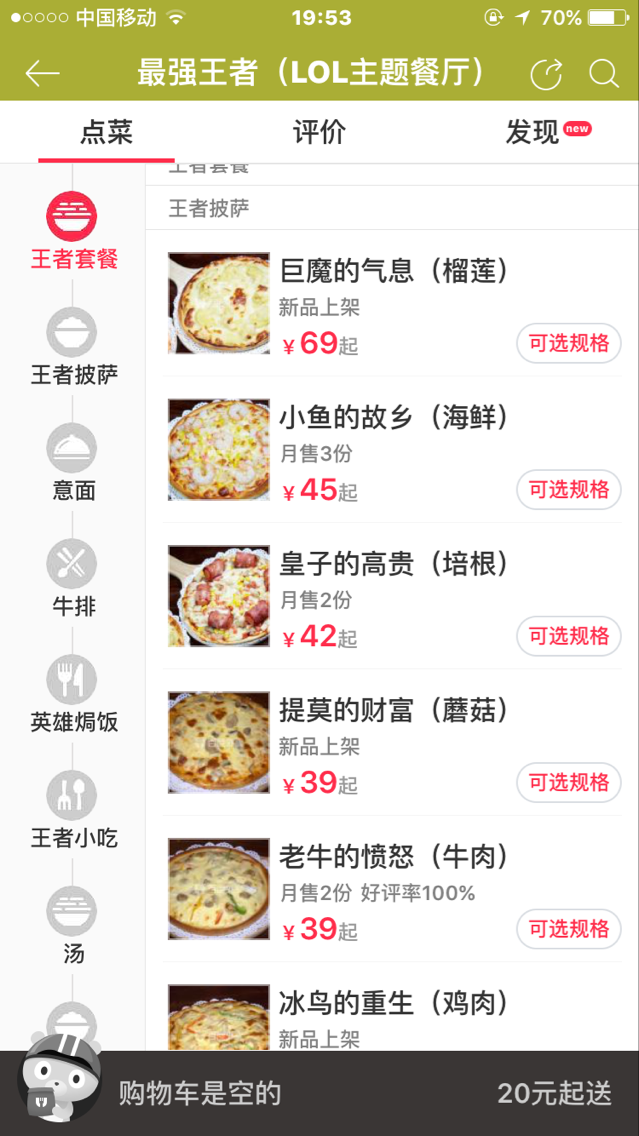 中国移动 19:53 70%
最强王者（LOL主题餐厅）
点菜 评价 发现 new
王者套餐
王者披萨
王者套餐
王者披萨
意面
牛排
英雄焗饭
王者小吃
汤
巨魔的气息（榴莲）
新品上架
￥69起 可选规格
小鱼的故乡（海鲜）
月售3份
￥45起 可选规格
皇子的高贵（培根）
月售2份
￥42起 可选规格
提莫的财富（蘑菇）
新品上架
￥39起 可选规格
老牛的愤怒（牛肉）
月售2份 好评率100%
￥39起 可选规格
冰鸟的重生（鸡肉）
新品上架
购物车是空的 20元起送